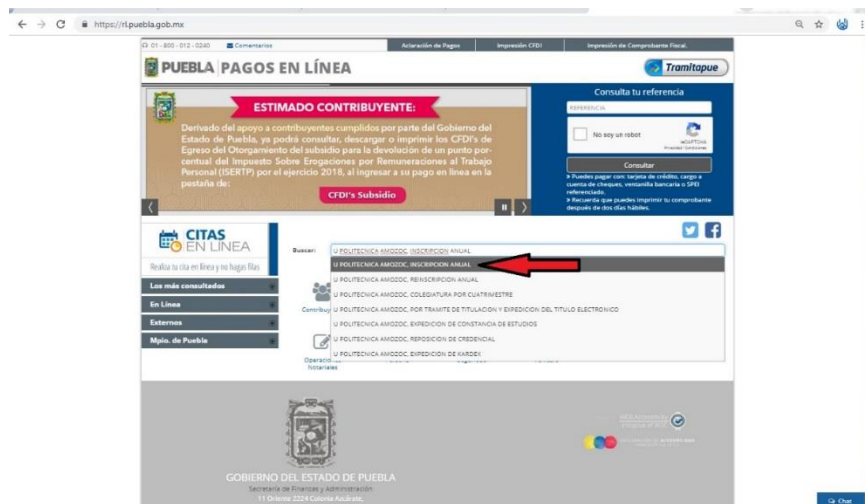 https://rl.puebla.gob.mx
01 - 800 - 012 - 0240 Comentarios Aclaración de Pagos Impresión CFDI Impresión de Comprobante Fiscal.
PUEBLA PAGOS EN LÍNEA
Tramitapue
ESTIMADO CONTRIBUYENTE:
Derivado del apoyo a contribuyentes cumplidos por parte del Gobierno del
Estado de Puebla, ya podrá consultar, descargar o imprimir los CFDI's de
Egreso del Otorgamiento del subsidio para la devolución de un punto por-
centual del Impuesto Sobre Erogaciones por Remuneraciones al Trabajo
Personal (ISERTP) por el ejercicio 2018, al ingresar a su pago en línea en la
pestaña de:
CFDI's Subsidio
Consulta tu referencia
REFERENCIA
No soy un robot
reCAPTCHA
Privacidad - Condiciones
Consultar
» Puedes pagar con: tarjeta de crédito, cargo a
cuenta de cheques, ventanilla bancaria o SPEI
referenciado.
» Recuerda que puedes imprimir tu comprobante
después de dos días hábiles.
CITAS
EN LÍNEA
Realiza tu cita en línea y no hagas filas
Los más consultados
En Línea
Externos
Mpio. de Puebla
Buscar: U POLITECNICA AMOZOC, INSCRIPCION ANUAL
U POLITECNICA AMOZOC, INSCRIPCION ANUAL
U POLITECNICA AMOZOC, REINSCRIPCION ANUAL
U POLITECNICA AMOZOC, COLEGIATURA POR CUATRIMESTRE
U POLITECNICA AMOZOC, POR TRAMITE DE TITULACION Y EXPEDICION DEL TITULO ELECTRONICO
U POLITECNICA AMOZOC, EXPEDICION DE CONSTANCIA DE ESTUDIOS
U POLITECNICA AMOZOC, REPOSICION DE CREDENCIAL
U POLITECNICA AMOZOC, EXPEDICION DE KARDEX
Contribuy
Notariales
GOBIERNO DEL ESTADO DE PUEBLA
Secretaría de Finanzas y Administración
11 Oriente 2224 Colonia Azcárate,
Chat